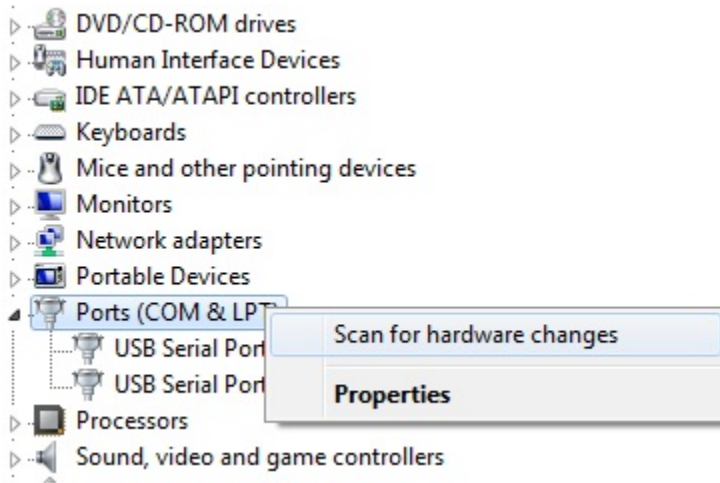 DVD/CD-ROM drives
Human Interface Devices
IDE ATA/ATAPI controllers
Keyboards
Mice and other pointing devices
Monitors
Network adapters
Portable Devices
Ports (COM & LPT)
Scan for hardware changes
USB Serial Port
USB Serial Port
Properties
Processors
Sound, video and game controllers